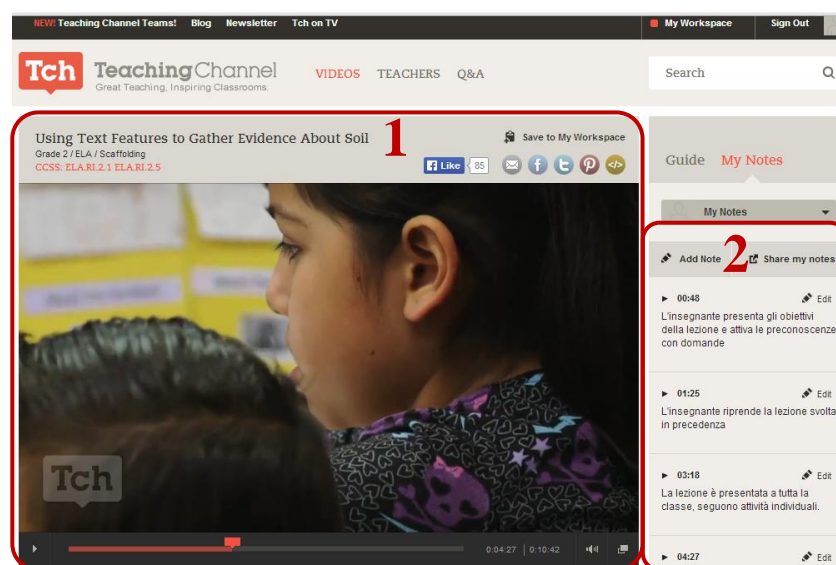 NEW! Teaching Channel Teams! Blog Newsletter Tch on TV My Workspace Sign Out
Tch TeachingChannel
Great Teaching, Inspiring Classrooms.
VIDEOS TEACHERS Q&A
Search
1
Using Text Features to Gather Evidence About Soil
Grade 2 / ELA / Scaffolding
CCSS: ELA.RI.2.1 ELA.RI.2.5
Save to My Workspace
Like 85
Tch
0:04:27 | 0:10:42
Guide My Notes
My Notes
2
Add Note Share my notes
00:48 Edit
L'insegnante presenta gli obiettivi
della lezione e attiva le preconoscenze
con domande
01:25 Edit
L'insegnante riprende la lezione svolta
in precedenza
03:18 Edit
La lezione è presentata a tutta la
classe, seguono attività individuali.
04:27 Edit